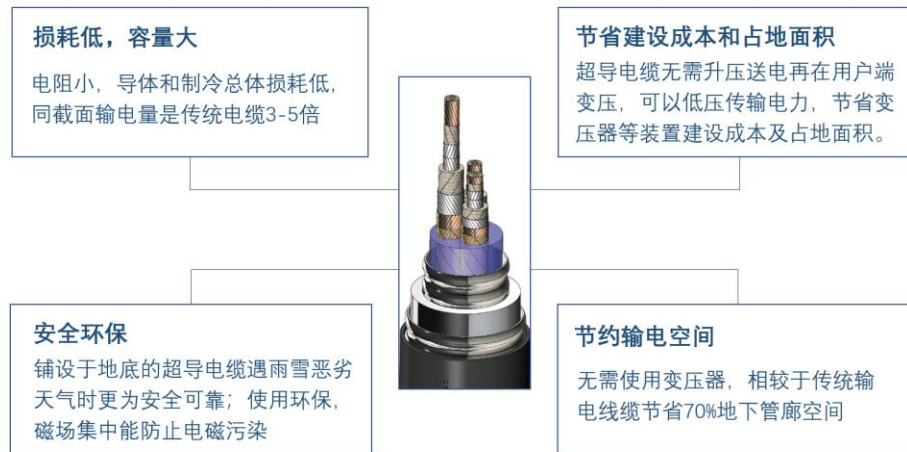 损耗低，容量大
电阻小，导体和制冷总体损耗低，
同截面输电量是传统电缆3-5倍
节省建设成本和占地面积
超导电缆无需升压送电再在用户端
变压，可以低压传输电力，节省变
压器等装置建设成本及占地面积。
安全环保
铺设于地底的超导电缆遇雨雪恶劣
天气时更为安全可靠；使用环保，
磁场集中能防止电磁污染
节约输电空间
无需使用变压器，相较于传统输
电线缆节省70%地下管廊空间